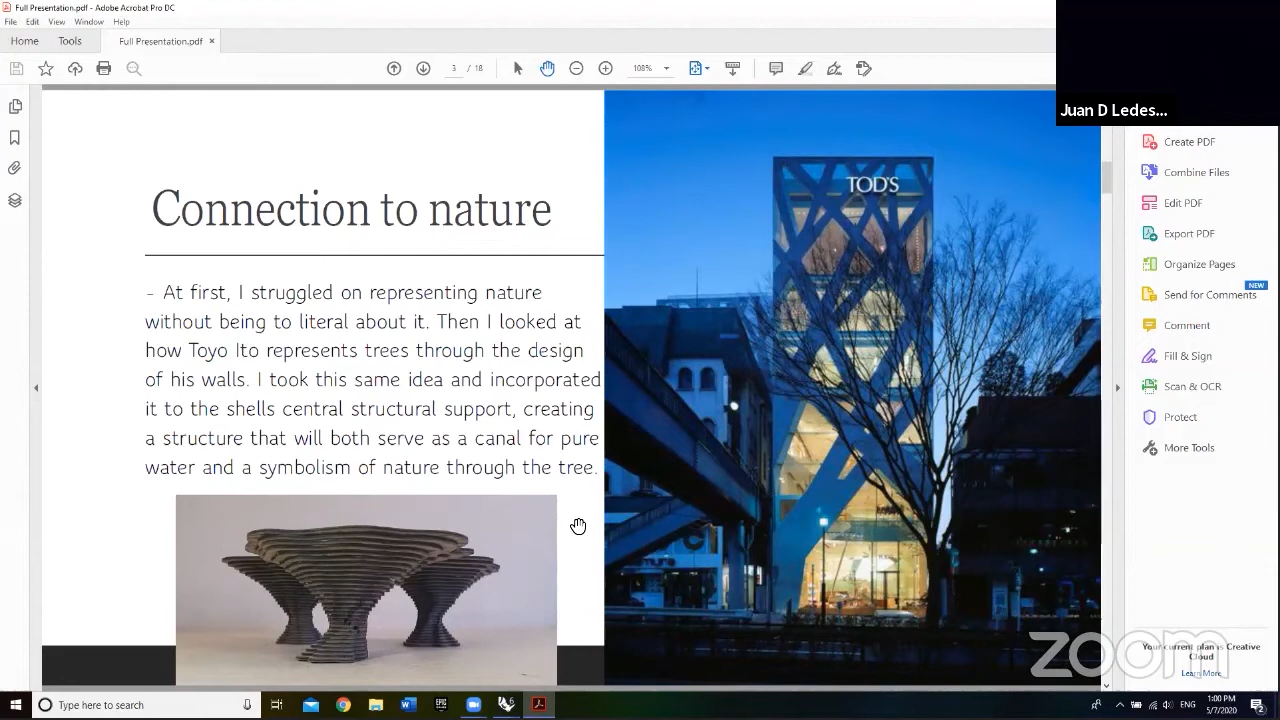 Full Presentation.pdf - Adobe Acrobat Pro DC
File Edit View Window Help
Home Tools Full Presentation.pdf ×
3 / 18 108%
Juan D Ledes...
Connection to nature
- At first, I struggled on representing nature
without being to literal about it. Then I looked at
how Toyo Ito represents trees through the design
of his walls. I took this same idea and incorporated
it to the shells central structural support, creating
a structure that will both serve as a canal for pure
water and a symbolism of nature through the tree.
TOD'S
Create PDF
Combine Files
Edit PDF
Export PDF
Organize Pages
NEW
Send for Comments
Comment
Fill & Sign
Scan & OCR
Protect
More Tools
Your current plan is Creative
Cloud
Learn More
zoom
Type here to search
EPIC
1:00 PM
5/7/2020
2